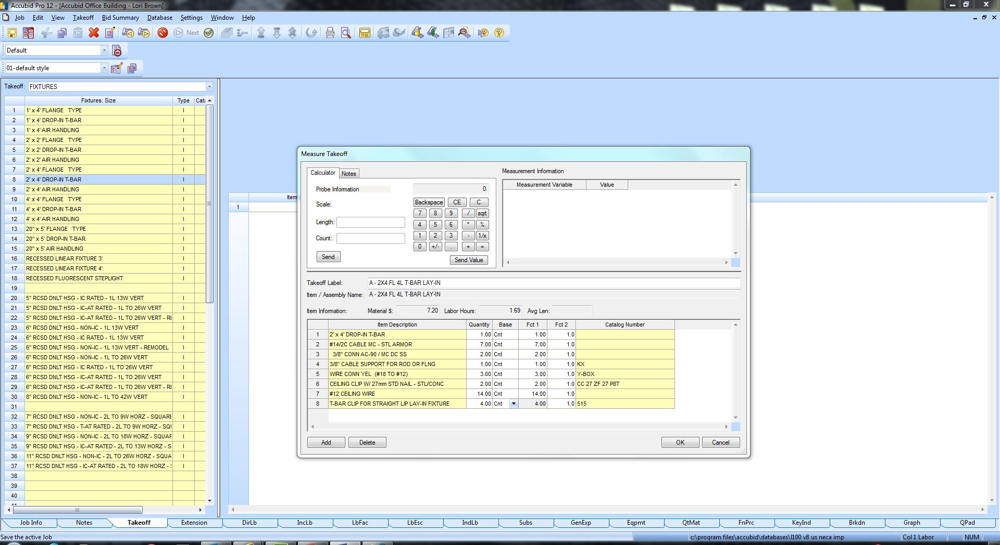 Accubid Pro 12 - [Accubid Office Building - Lori Brown]
Job Edit View Takeoff Bid Summary Database Settings Window Help
Next
Default
01-default style
Takeoff: FIXTURES
Fixtures: Size Type Cata
1 1' x 4' FLANGE TYPE I
2 1' x 4' DROP-IN T-BAR I
3 1' x 4' AIR HANDLING I
4 2' x 2' FLANGE TYPE I
5 2' x 2' DROP-IN T-BAR I
6 2' x 2' AIR HANDLING I
7 2' x 4' FLANGE TYPE I
8 2' x 4' DROP-IN T-BAR I
9 2' x 4' AIR HANDLING I
10 4' x 4' FLANGE TYPE I
11 4' x 4' DROP-IN T-BAR I
12 4' x 4' AIR HANDLING I
13 20" x 5' FLANGE TYPE I
14 20" x 5' DROP-IN T-BAR I
15 20" x 5' AIR HANDLING I
16 RECESSED LINEAR FIXTURE 3' I
17 RECESSED LINEAR FIXTURE 4' I
18 RECESSED FLUORESCENT STEPLIGHT I
19
20 5" RCSD DNLT HSG - IC RATED - 1L 13W VERT I
21 5" RCSD DNLT HSG - IC-AT RATED - 1L TO 26W VERT I
22 5" RCSD DNLT HSG - IC-AT RATED - 1L TO 26W VERT - RI I
23 6" RCSD DNLT HSG - NON-IC - 1L 13W VERT I
24 6" RCSD DNLT HSG - IC RATED - 1L 13W VERT I
25 6" RCSD DNLT HSG - NON-IC - 1L 13W VERT - REMODEL I
26 6" RCSD DNLT HSG - NON-IC - 1L TO 26W VERT I
27 6" RCSD DNLT HSG - IC RATED - 1L TO 26W VERT I
28 6" RCSD DNLT HSG - IC-AT RATED - 1L TO 26W VERT I
29 6" RCSD DNLT HSG - IC-AT RATED - 1L TO 26W VERT - RI I
30 8" RCSD DNLT HSG - NON-IC - 1L TO 42W VERT I
31
32 7" RCSD DNLT HSG - NON-IC - 2L TO 9W HORZ - SQUARE I
33 7" RCSD DNLT HSG - T-AT RATED - 2L TO 9W HORZ - SQU I
34 9" RCSD DNLT HSG - NON-IC - 2L TO 18W HORZ - SQUAR I
35 9" RCSD DNLT HSG - IC-AT RATED - 2L TO 13W HORZ - S I
36 11" RCSD DNLT HSG - NON-IC - 2L TO 26W HORZ - SQUA I
37 11" RCSD DNLT HSG - IC-AT RATED - 2L TO 18W HORZ - I
38
39
40
41
Item
1
Measure Takeoff
Calculator Notes
Probe Information 0.
Scale:
Length:
Count:
Send
Backspace CE C
7 8 9 / sqrt
4 5 6 * %
1 2 3 - 1/x
0 +/- . + =
Send Value
Measurement Information
Measurement Variable Value
Takeoff Label: A - 2X4 FL 4L T-BAR LAY-IN
Item / Assembly Name: A - 2X4 FL 4L T-BAR LAY-IN
Item Information: Material $: 7.20 Labor Hours: 1.69 Avg Len:
Item Description Quantity Base Fct 1 Fct 2 Catalog Number
1 2' x 4' DROP-IN T-BAR 1.00 Cnt 1.00 1.0
2 #14/2C CABLE MC - STL ARMOR 7.00 Cnt 7.00 1.0
3 3/8" CONN AC-90 / MC DC SS 2.00 Cnt 2.00 1.0
4 3/8" CABLE SUPPORT FOR ROD OR FLNG 1.00 Cnt 1.00 1.0 KX
5 WIRE CONN YEL (#18 TO #12) 3.00 Cnt 3.00 1.0 Y-BOX
6 CEILING CLIP W/ 27mm STD NAIL - STL/CONC 2.00 Cnt 2.00 1.0 CC 27 ZF 27 P8T
7 #12 CEILING WIRE 14.00 Cnt 14.00 1.0
8 T-BAR CLIP FOR STRAIGHT LIP LAY-IN FIXTURE 4.00 Cnt 4.00 1.0 515
Add Delete OK Cancel
Job Info Notes Takeoff Extension DirLb IncLb LbFac LbEsc IndLb Subs GenExp Eqpmt QtMat FnPrc KeyInd Brkdn Graph QPad
Save the active Job c:\program files\accubid\databases\l100 v8 us neca imp Col 1 Labor NUM